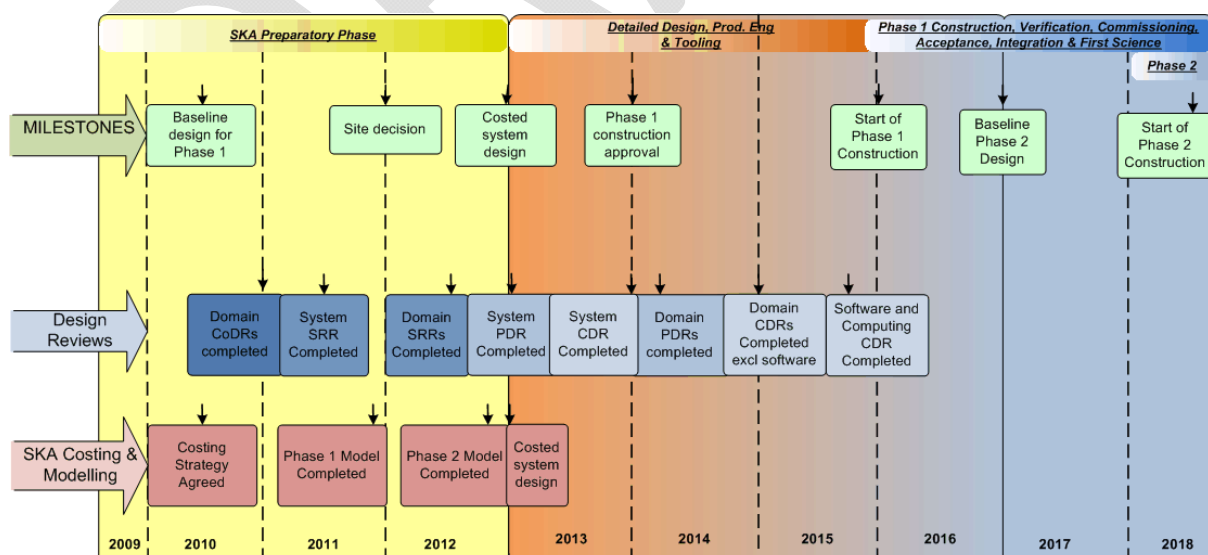 SKA Preparatory Phase
Detailed Design, Prod. Eng
& Tooling
Phase 1 Construction, Verification, Commissioning,
Acceptance, Integration & First Science
Phase 2
MILESTONES
Baseline
design for
Phase 1
Site decision
Costed
system
design
Phase 1
construction
approval
Start of
Phase 1
Construction
Baseline
Phase 2
Design
Start of
Phase 2
Construction
Design
Reviews
Domain
CoDRs
completed
System
SRR
Completed
Domain
SRRs
Completed
System
PDR
Completed
System
CDR
Completed
Domain
PDRs
completed
Domain
CDRs
Completed
excl software
Software and
Computing
CDR
Completed
SKA Costing &
Modelling
Costing
Strategy
Agreed
Phase 1 Model
Completed
Phase 2 Model
Completed
Costed
system
design
2009
2010
2011
2012
2013
2014
2015
2016
2017
2018